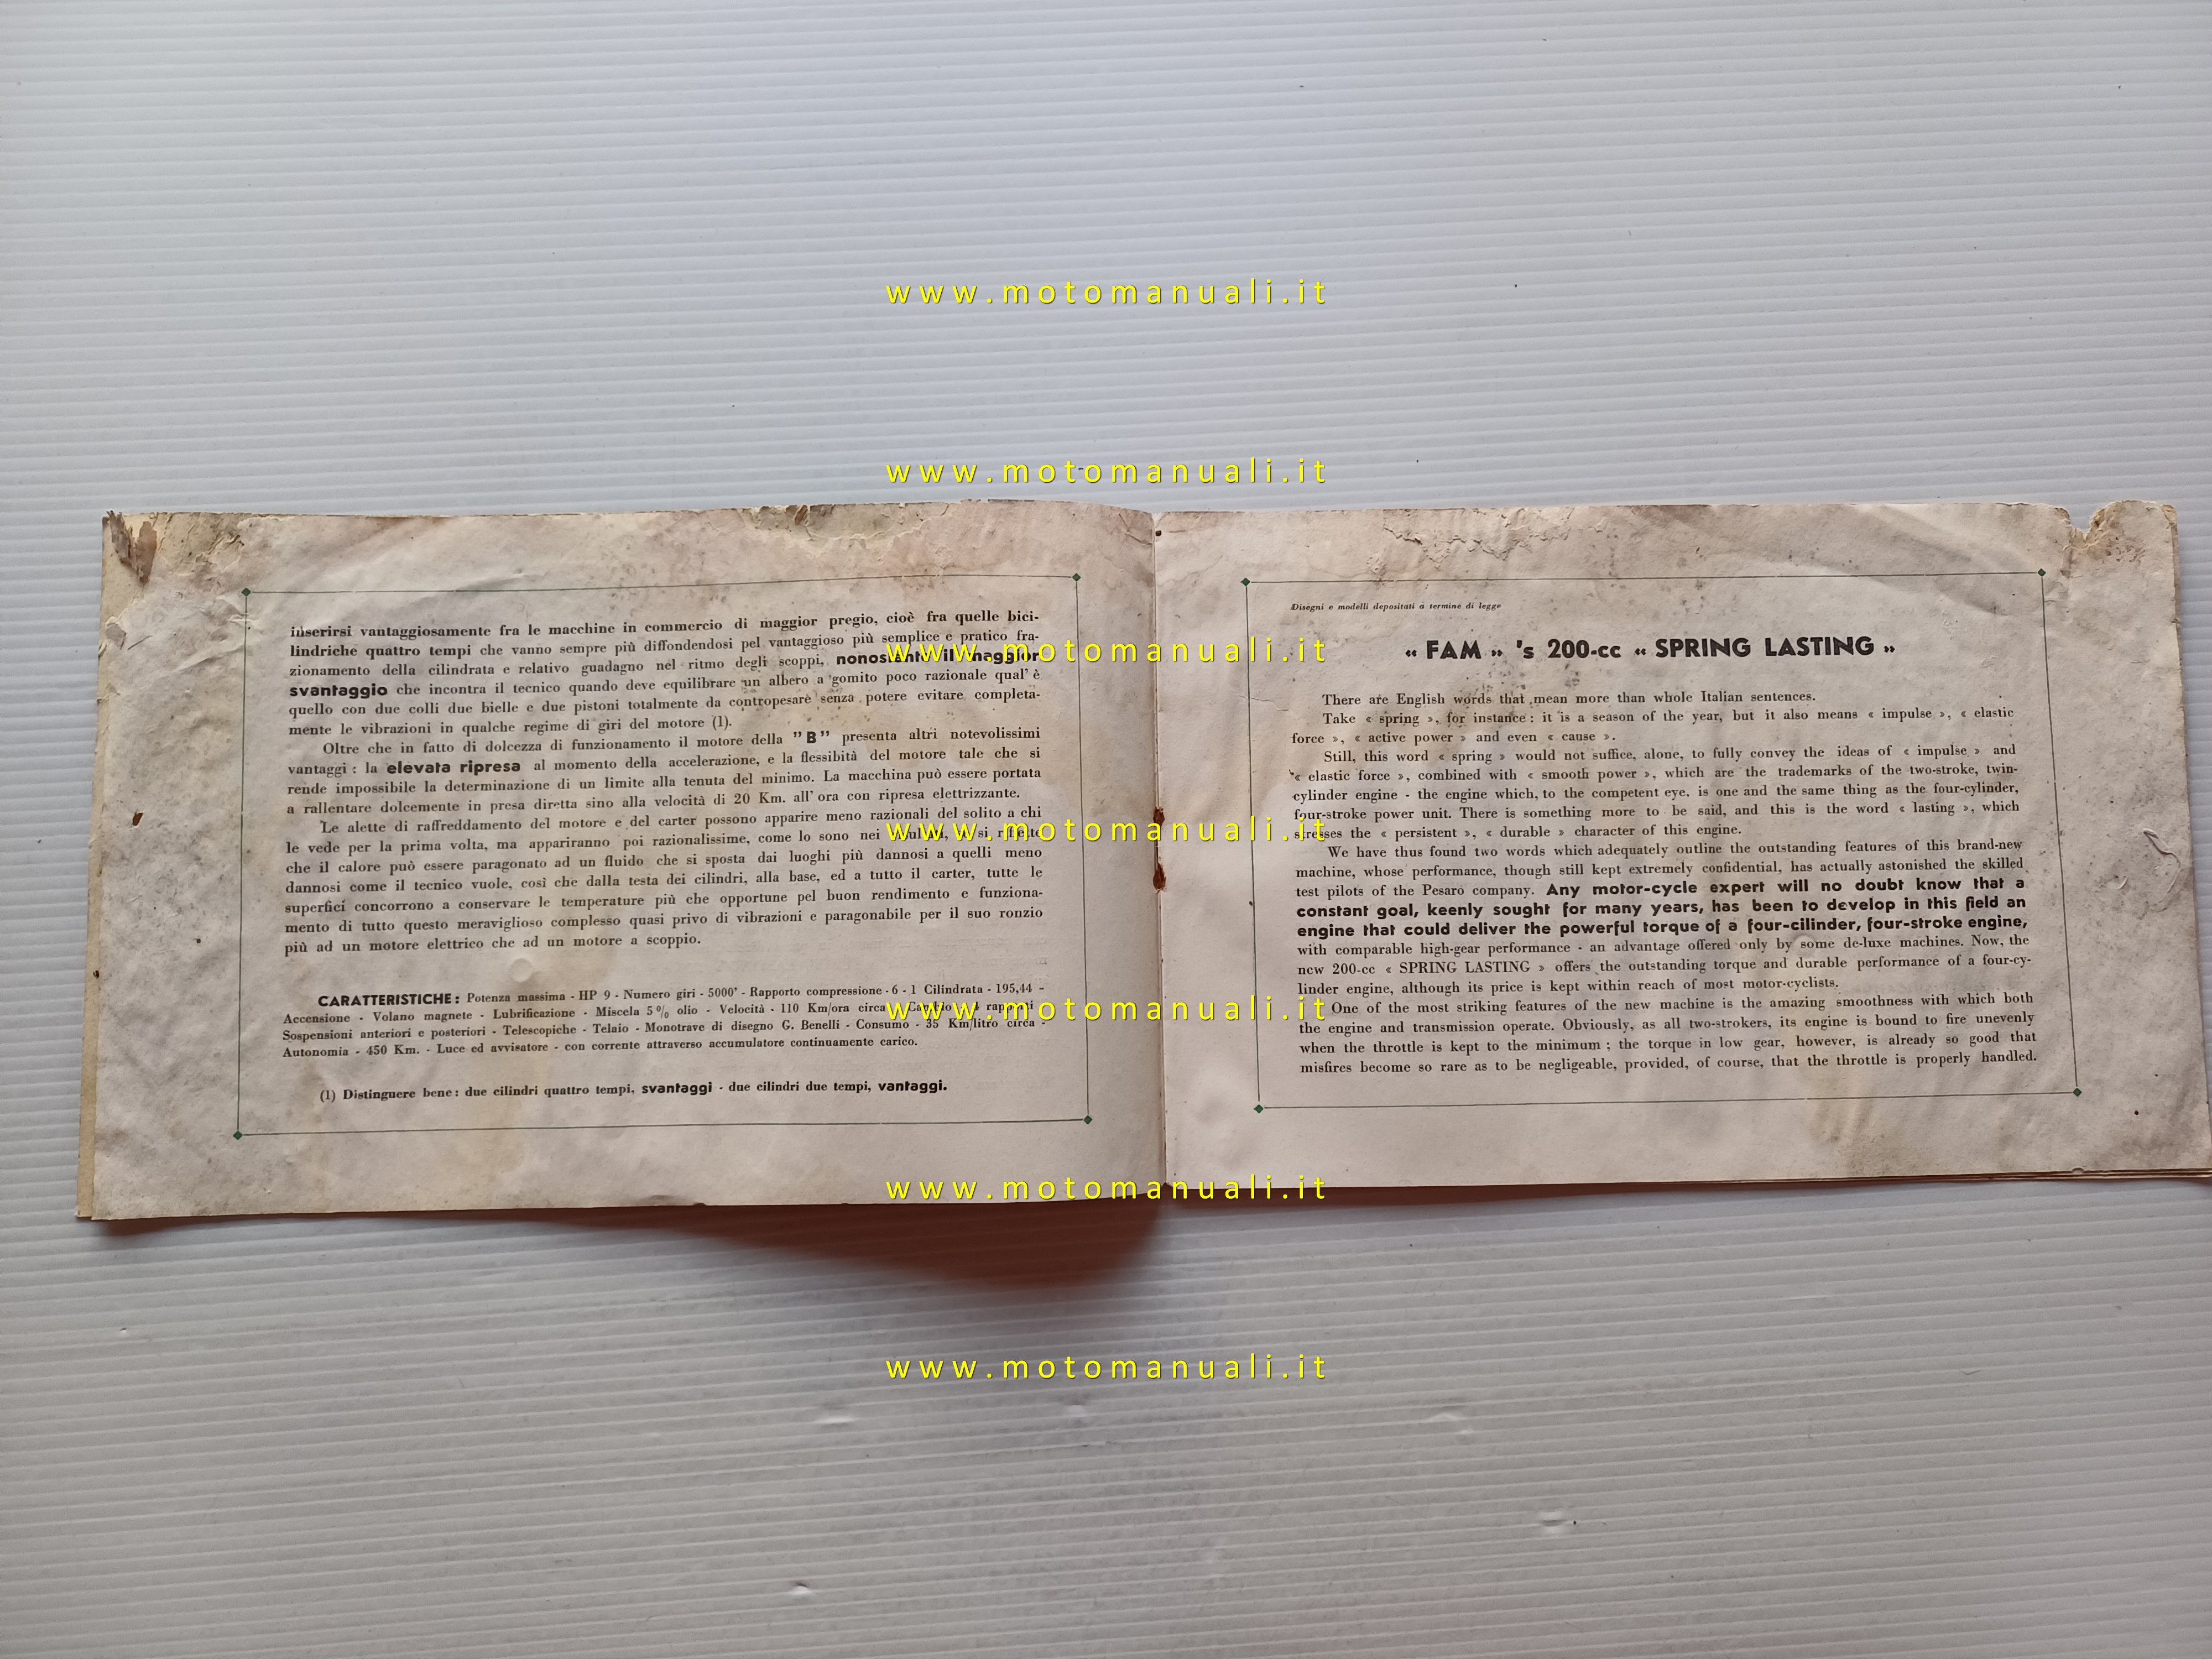 www.motomanuali.it
www.motomanuali.it
inserirsi vantaggiosamente fra le macchine in commercio di maggior pregio, cioè fra quelle bici-
lindriche quattro tempi che vanno sempre più diffondendosi pel vantaggioso più semplice e pratico fra-
zionamento della cilindrata e relativo guadagno nel ritmo degli scoppi, nonostante il maggior
svantaggio che incontra il tecnico quando deve equilibrare un albero a gomito poco razionale qual' è
quello con due colli due bielle e due pistoni totalmente da contropesare senza potere evitare completa-
mente le vibrazioni in qualche regime di giri del motore (1).
Oltre che in fatto di dolcezza di funzionamento il motore della "B" presenta altri notevolissimi
vantaggi : la elevata ripresa al momento della accelerazione, e la flessibità del motore tale che si
rende impossibile la determinazione di un limite alla tenuta del minimo. La macchina può essere portata
a rallentare dolcemente in presa diretta sino alla velocità di 20 Km. all' ora con ripresa elettrizzante.
Le alette di raffreddamento del motore e del carter possono apparire meno razionali del solito a chi
le vede per la prima volta, ma appariranno poi razionalissime, come lo sono nei se si
che il calore può essere paragonato ad un fluido che si sposta dai luoghi più dannosi a quelli meno
dannosi come il tecnico vuole, così che dalla testa dei cilindri, alla base, ed a tutto il carter, tutte le
superfici concorrono a conservare le temperature più che opportune pel buon rendimento e funziona-
mento di tutto questo meraviglioso complesso quasi privo di vibrazioni e paragonabile per il suo ronzio
più ad un motore elettrico che ad un motore a scoppio.
CARATTERISTICHE : Potenza massima - HP 9 - Numero giri - 5000' - Rapporto compressione - 6 - 1 Cilindrata - 195,44 -
Accensione - Volano magnete - Lubrificazione - Miscela 5 % olio - Velocità - 110 Km/ora circa - Cambio - rapporti -
Sospensioni anteriori e posteriori - Telescopiche - Telaio - Monotrave di disegno G. Benelli - Consumo - 35 Km/litro circa -
Autonomia - 450 Km. - Luce ed avvisatore - con corrente attraverso accumulatore continuamente carico.
(1) Distinguere bene : due cilindri quattro tempi, svantaggi - due cilindri due tempi, vantaggi.
Disegni e modelli depositati a termine di legge
« FAM » 's 200-cc « SPRING LASTING »
There are English words that mean more than whole Italian sentences.
Take « spring », for instance : it is a season of the year, but it also means « impulse », « elastic
force », « active power » and even « cause ».
Still, this word « spring » would not suffice, alone, to fully convey the ideas of « impulse » and
« elastic force », combined with « smooth power », which are the trademarks of the two-stroke, twin-
cylinder engine - the engine which, to the competent eye, is one and the same thing as the four-cylinder,
four-stroke power unit. There is something more to be said, and this is the word « lasting », which
stresses the « persistent », « durable » character of this engine.
We have thus found two words which adequately outline the outstanding features of this brand-new
machine, whose performance, though still kept extremely confidential, has actually astonished the skilled
test pilots of the Pesaro company. Any motor-cycle expert will no doubt know that a
constant goal, keenly sought for many years, has been to develop in this field an
engine that could deliver the powerful torque of a four-cilinder, four-stroke engine,
with comparable high-gear performance - an advantage offered only by some de-luxe machines. Now, the
new 200-cc « SPRING LASTING » offers the outstanding torque and durable performance of a four-cy-
linder engine, although its price is kept within reach of most motor-cyclists.
One of the most striking features of the new machine is the amazing smoothness with which both
the engine and transmission operate. Obviously, as all two-strokers, its engine is bound to fire unevenly
when the throttle is kept to the minimum ; the torque in low gear, however, is already so good that
misfires become so rare as to be negligeable, provided, of course, that the throttle is properly handled.
www.motomanuali.it
www.motomanuali.it
www.motomanuali.it
www.motomanuali.it
www.motomanuali.it